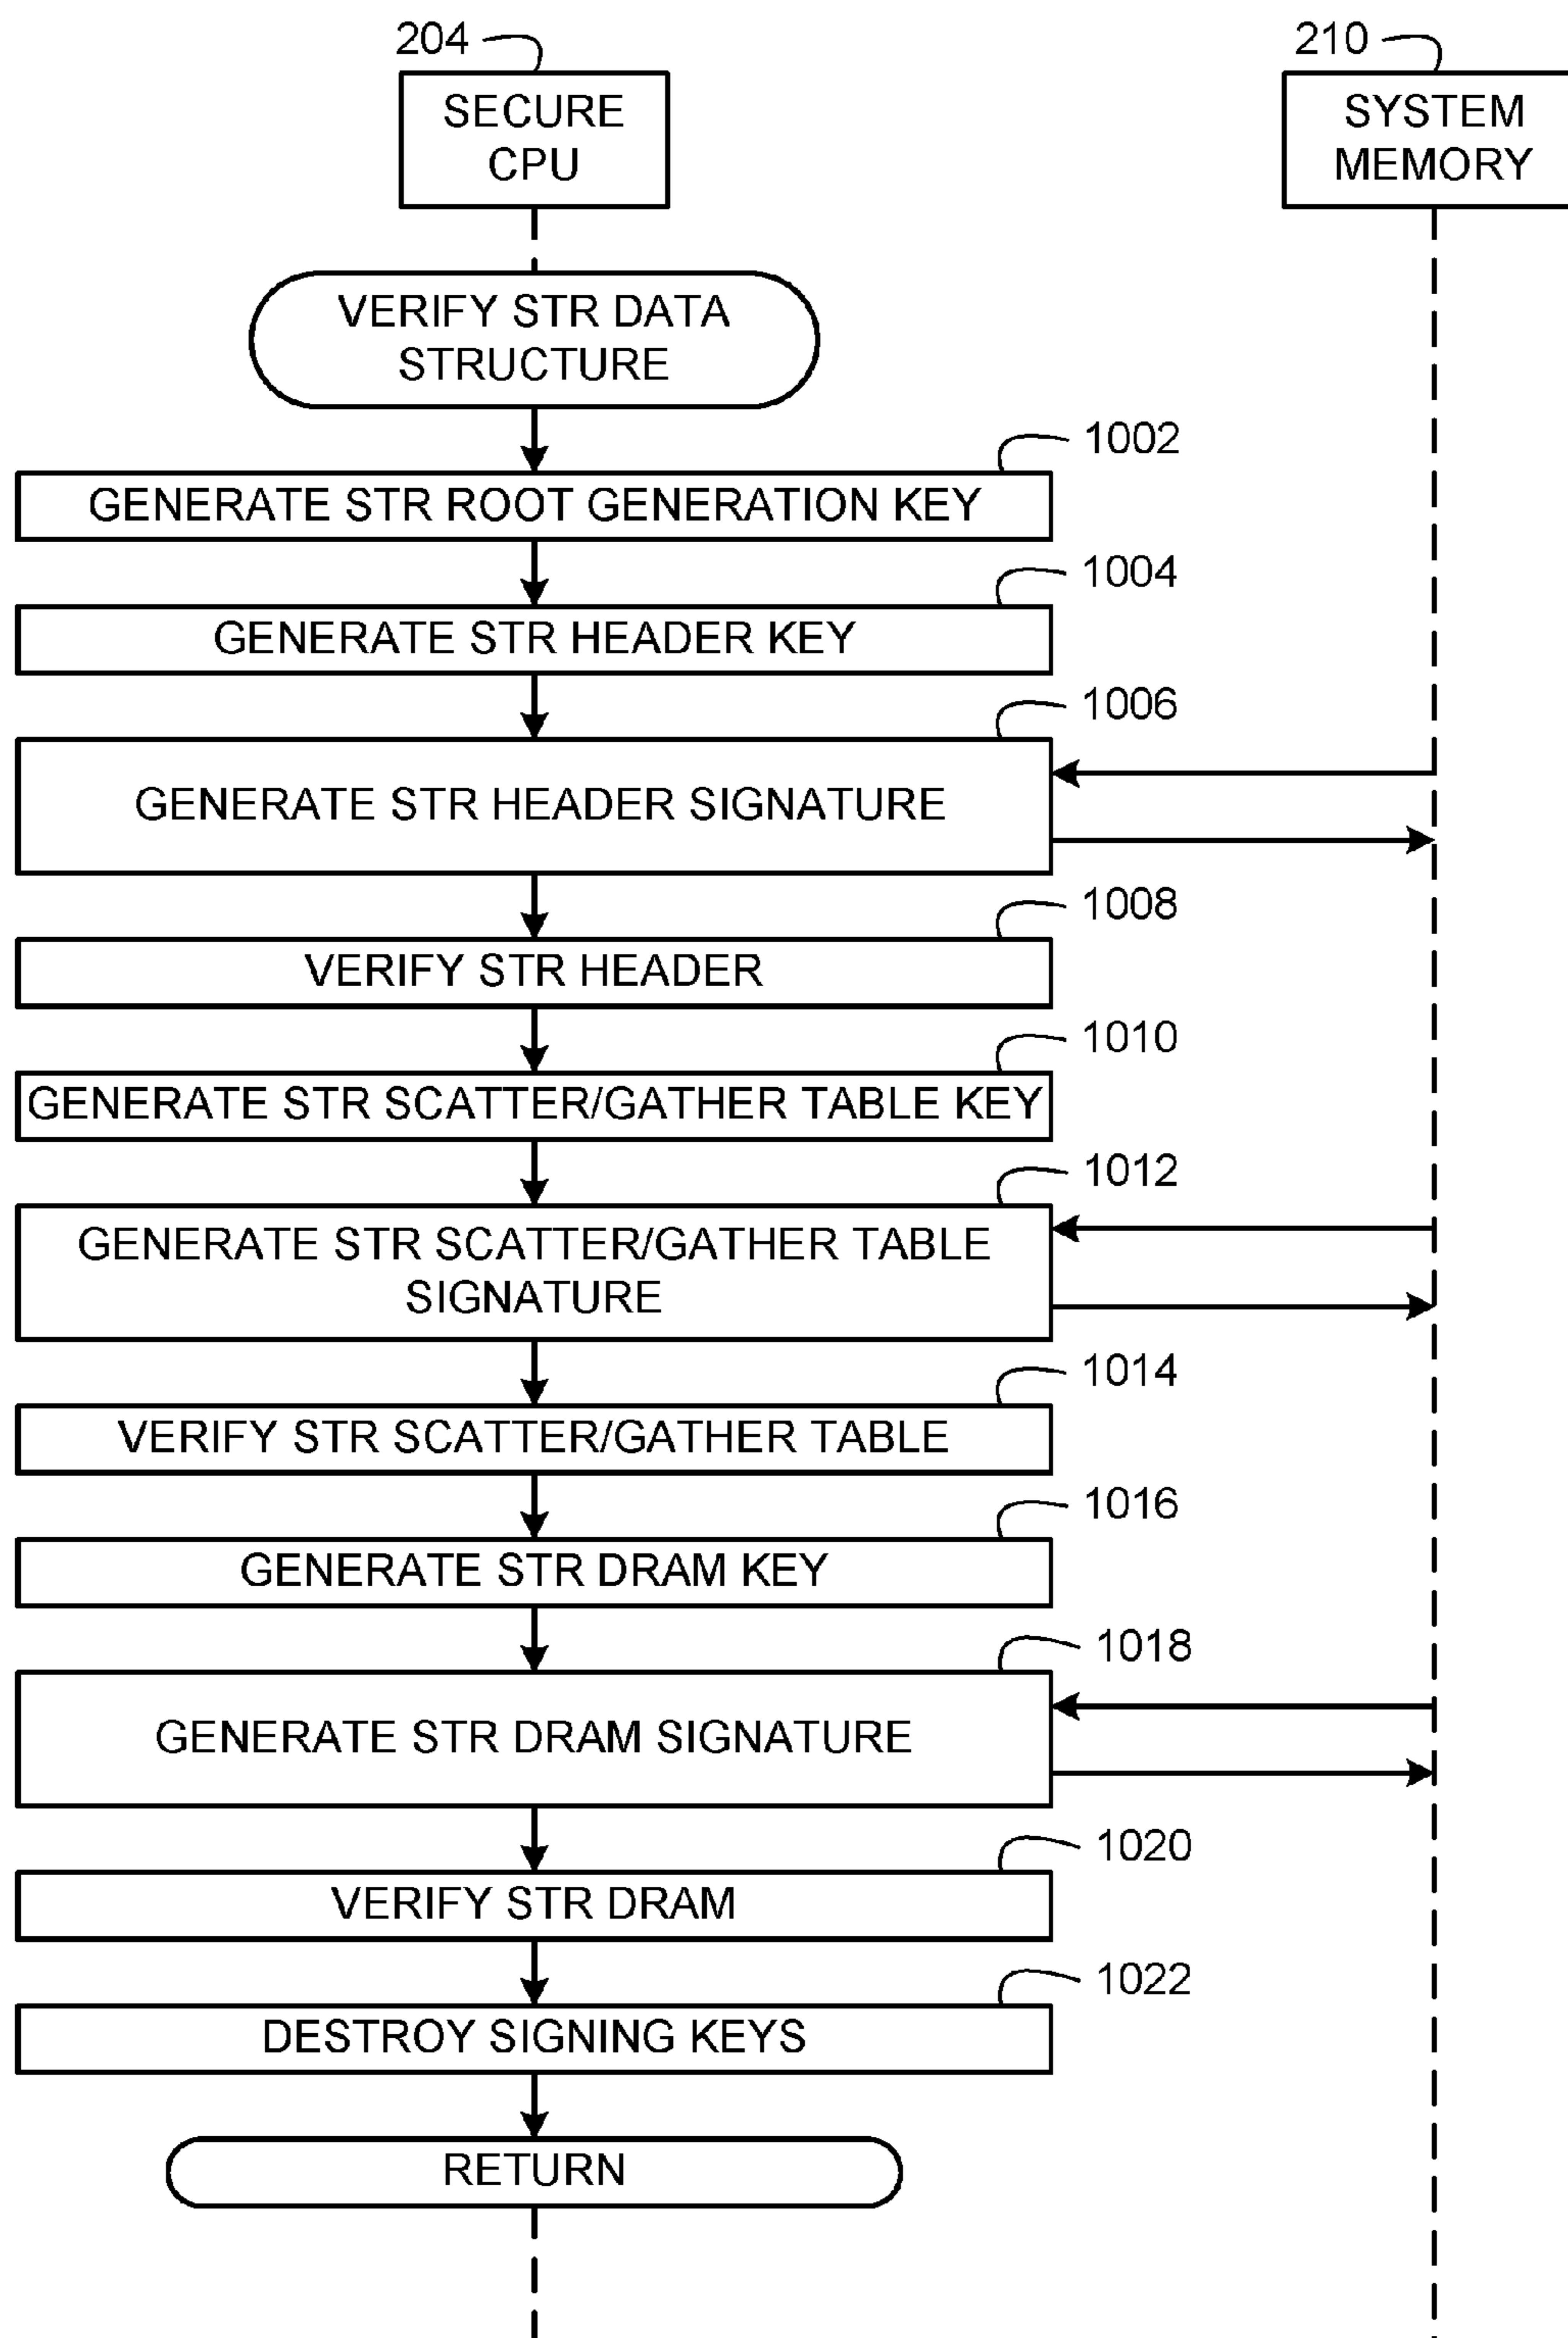 204
210
SECURE
CPU
SYSTEM
MEMORY
VERIFY STR DATA
STRUCTURE
1002
GENERATE STR ROOT GENERATION KEY
1004
GENERATE STR HEADER KEY
1006
GENERATE STR HEADER SIGNATURE
1008
VERIFY STR HEADER
1010
GENERATE STR SCATTER/GATHER TABLE KEY
1012
GENERATE STR SCATTER/GATHER TABLE
SIGNATURE
1014
VERIFY STR SCATTER/GATHER TABLE
1016
GENERATE STR DRAM KEY
1018
GENERATE STR DRAM SIGNATURE
1020
VERIFY STR DRAM
1022
DESTROY SIGNING KEYS
RETURN